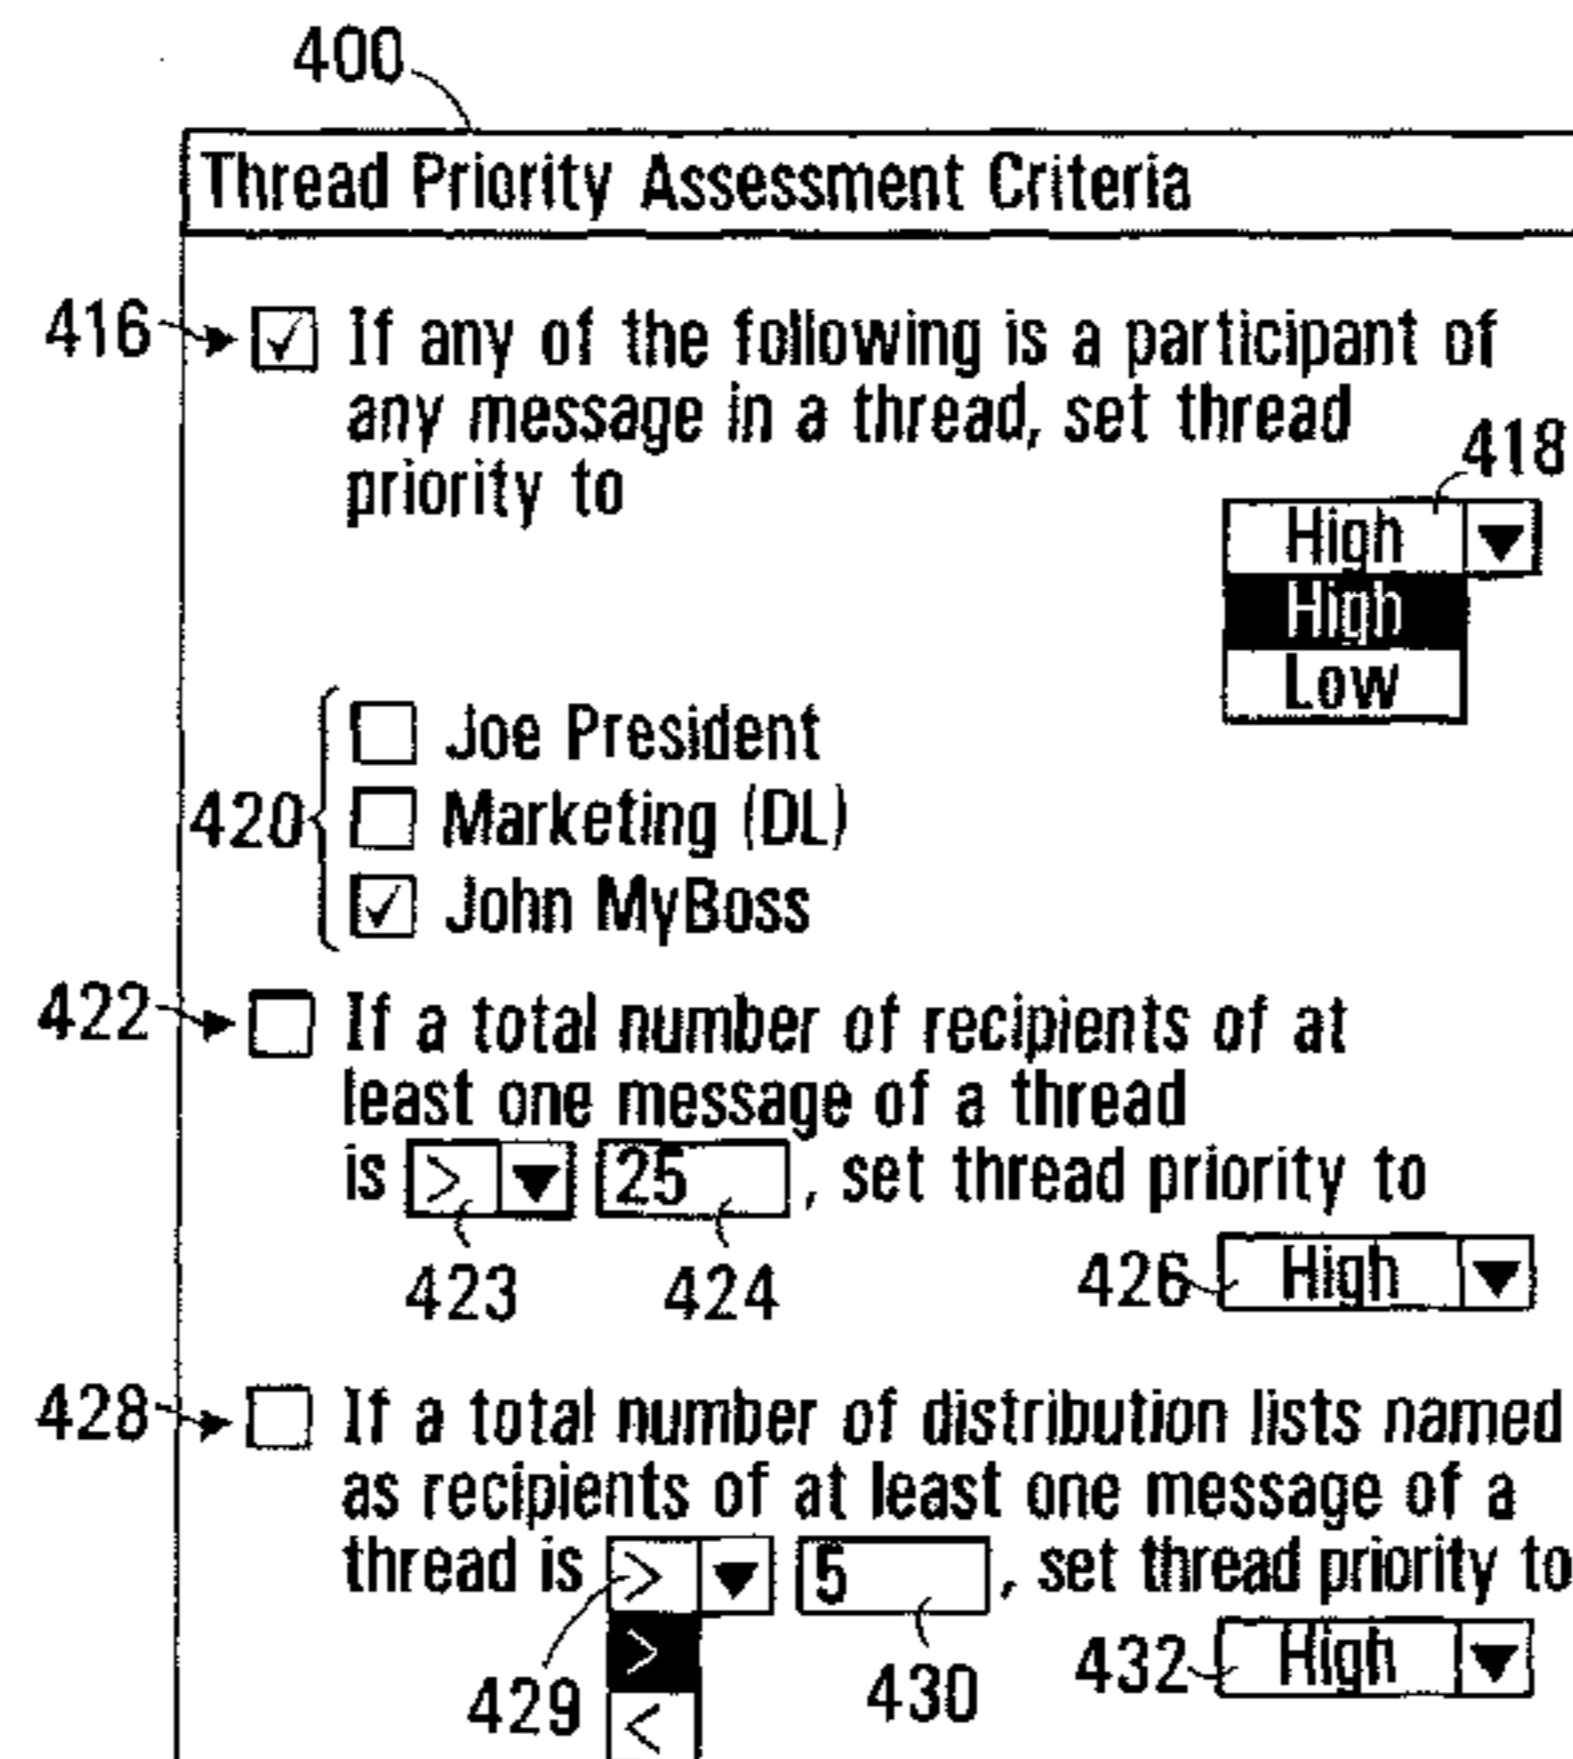 400
Thread Priority Assessment Criteria
416 If any of the following is a participant of
any message in a thread, set thread
priority to
418
High
High
Low
Joe President
420 Marketing (DL)
John MyBoss
422 If a total number of recipients of at
least one message of a thread
is > 25 , set thread priority to
423 424 426 High
428 If a total number of distribution lists named
as recipients of at least one message of a
thread is > 5 , set thread priority to
>
429 430 432 High
<